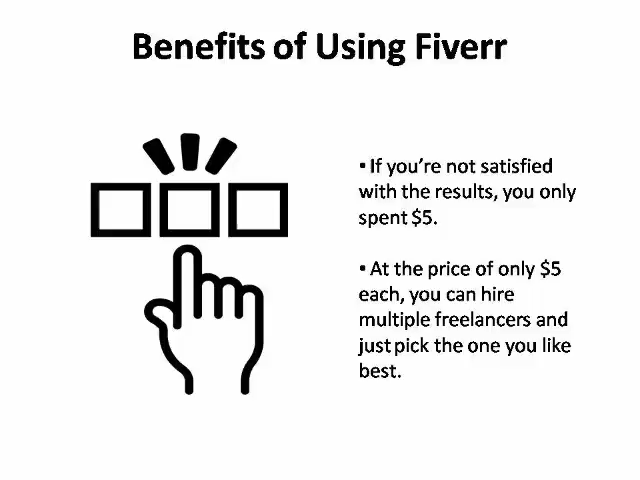 Benefits of Using Fiverr
• If you're not satisfied
with the results, you only
spent $5.
• At the price of only $5
each, you can hire
multiple freelancers and
just pick the one you like
best.